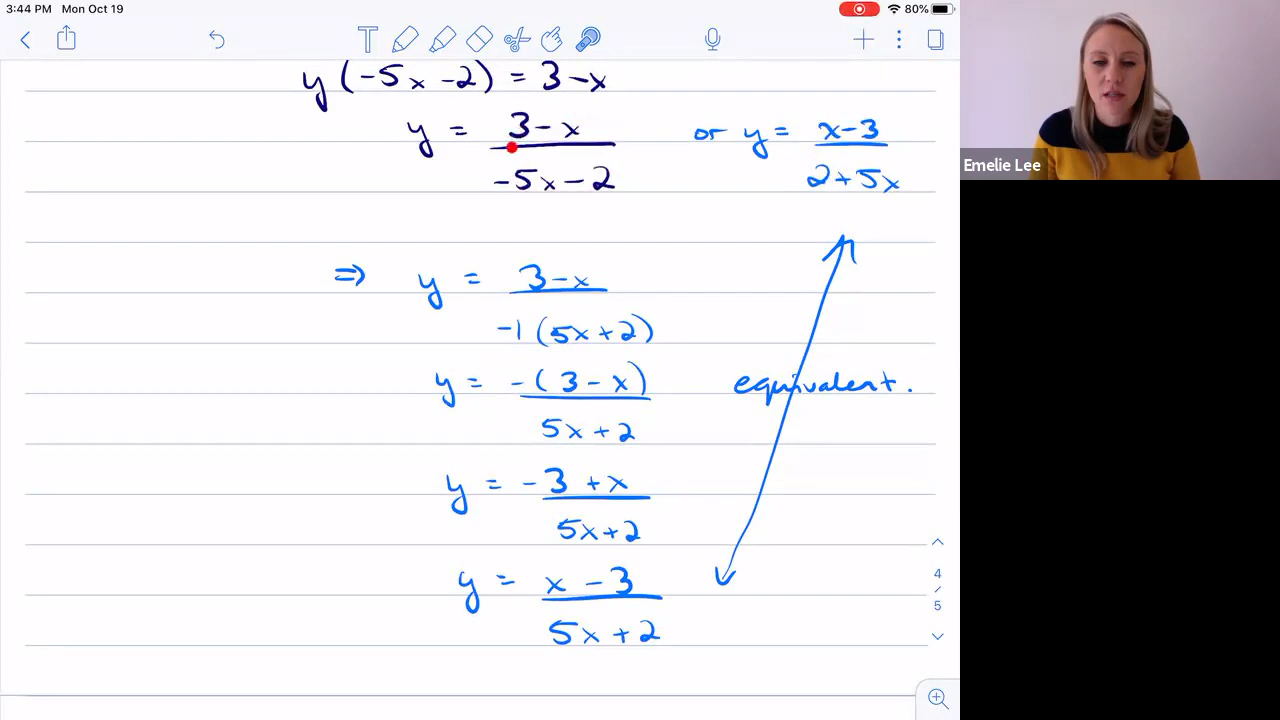 3:44 PM Mon Oct 19
80%
y(-5x-2) = 3-x
y = 3-x / -5x-2 or y = x-3 / 2+5x
⇒ y = 3-x / -1(5x+2)
y = -(3-x) / 5x+2
equivalent.
y = -3+x / 5x+2
y = x-3 / 5x+2
4/5
Emelie Lee